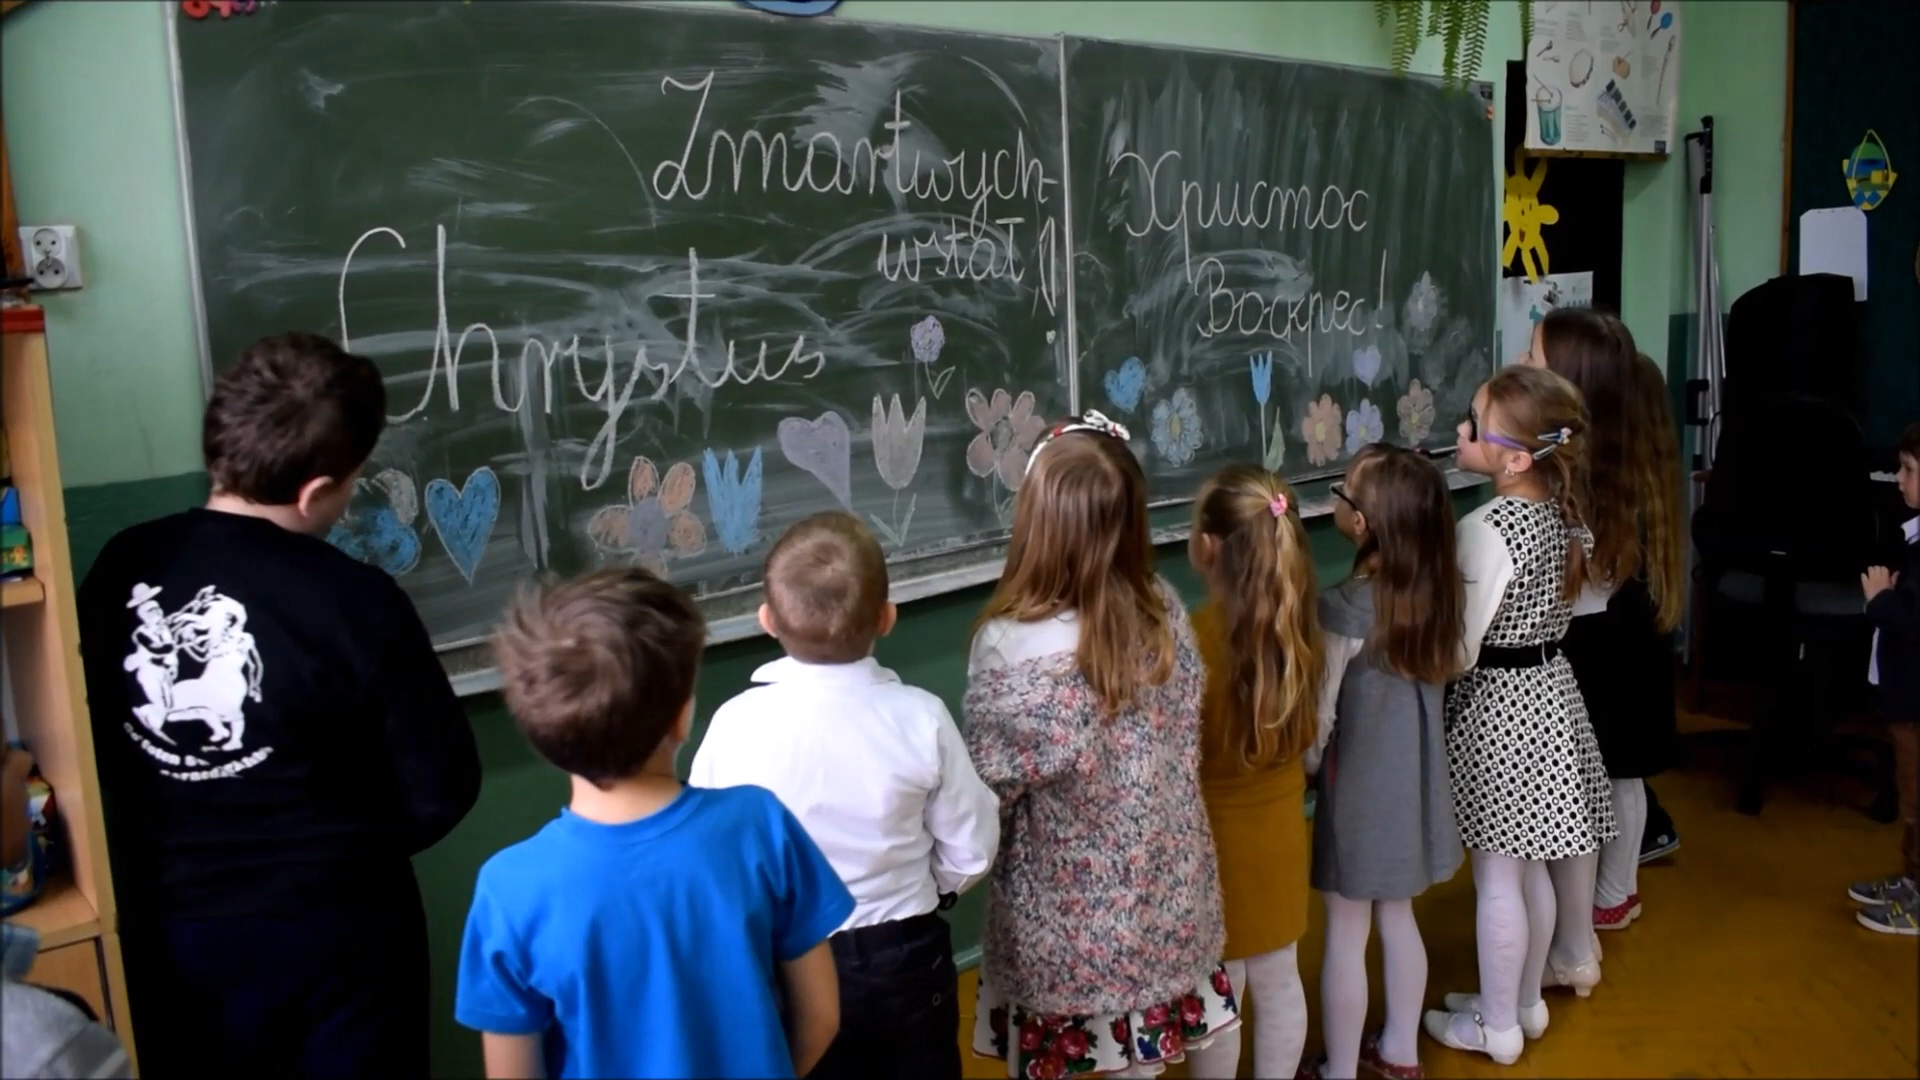 Zmartwych-
wstał!
Chrystus
Христос
Воскрес!